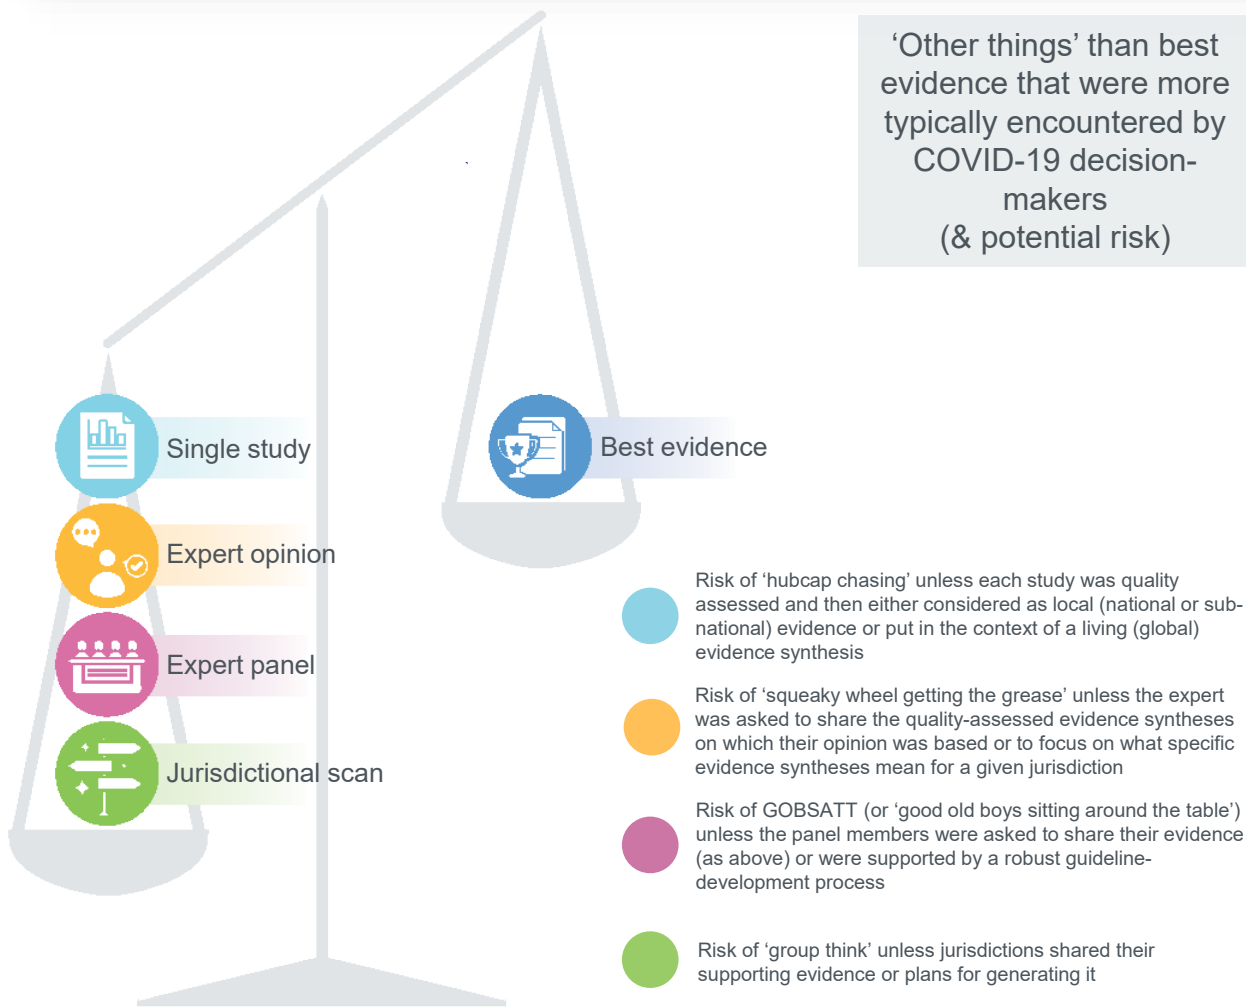 ‘Other things’ than best
evidence that were more
typically encountered by
COVID-19 decision-
makers
(& potential risk)
Single study
Best evidence
Expert opinion
Expert panel
Jurisdictional scan
Risk of ‘hubcap chasing’ unless each study was quality
assessed and then either considered as local (national or sub-
national) evidence or put in the context of a living (global)
evidence synthesis
Risk of ‘squeaky wheel getting the grease’ unless the expert
was asked to share the quality-assessed evidence syntheses
on which their opinion was based or to focus on what specific
evidence syntheses mean for a given jurisdiction
Risk of GOBSATT (or ‘good old boys sitting around the table’)
unless the panel members were asked to share their evidence
(as above) or were supported by a robust guideline-
development process
Risk of ‘group think’ unless jurisdictions shared their
supporting evidence or plans for generating it